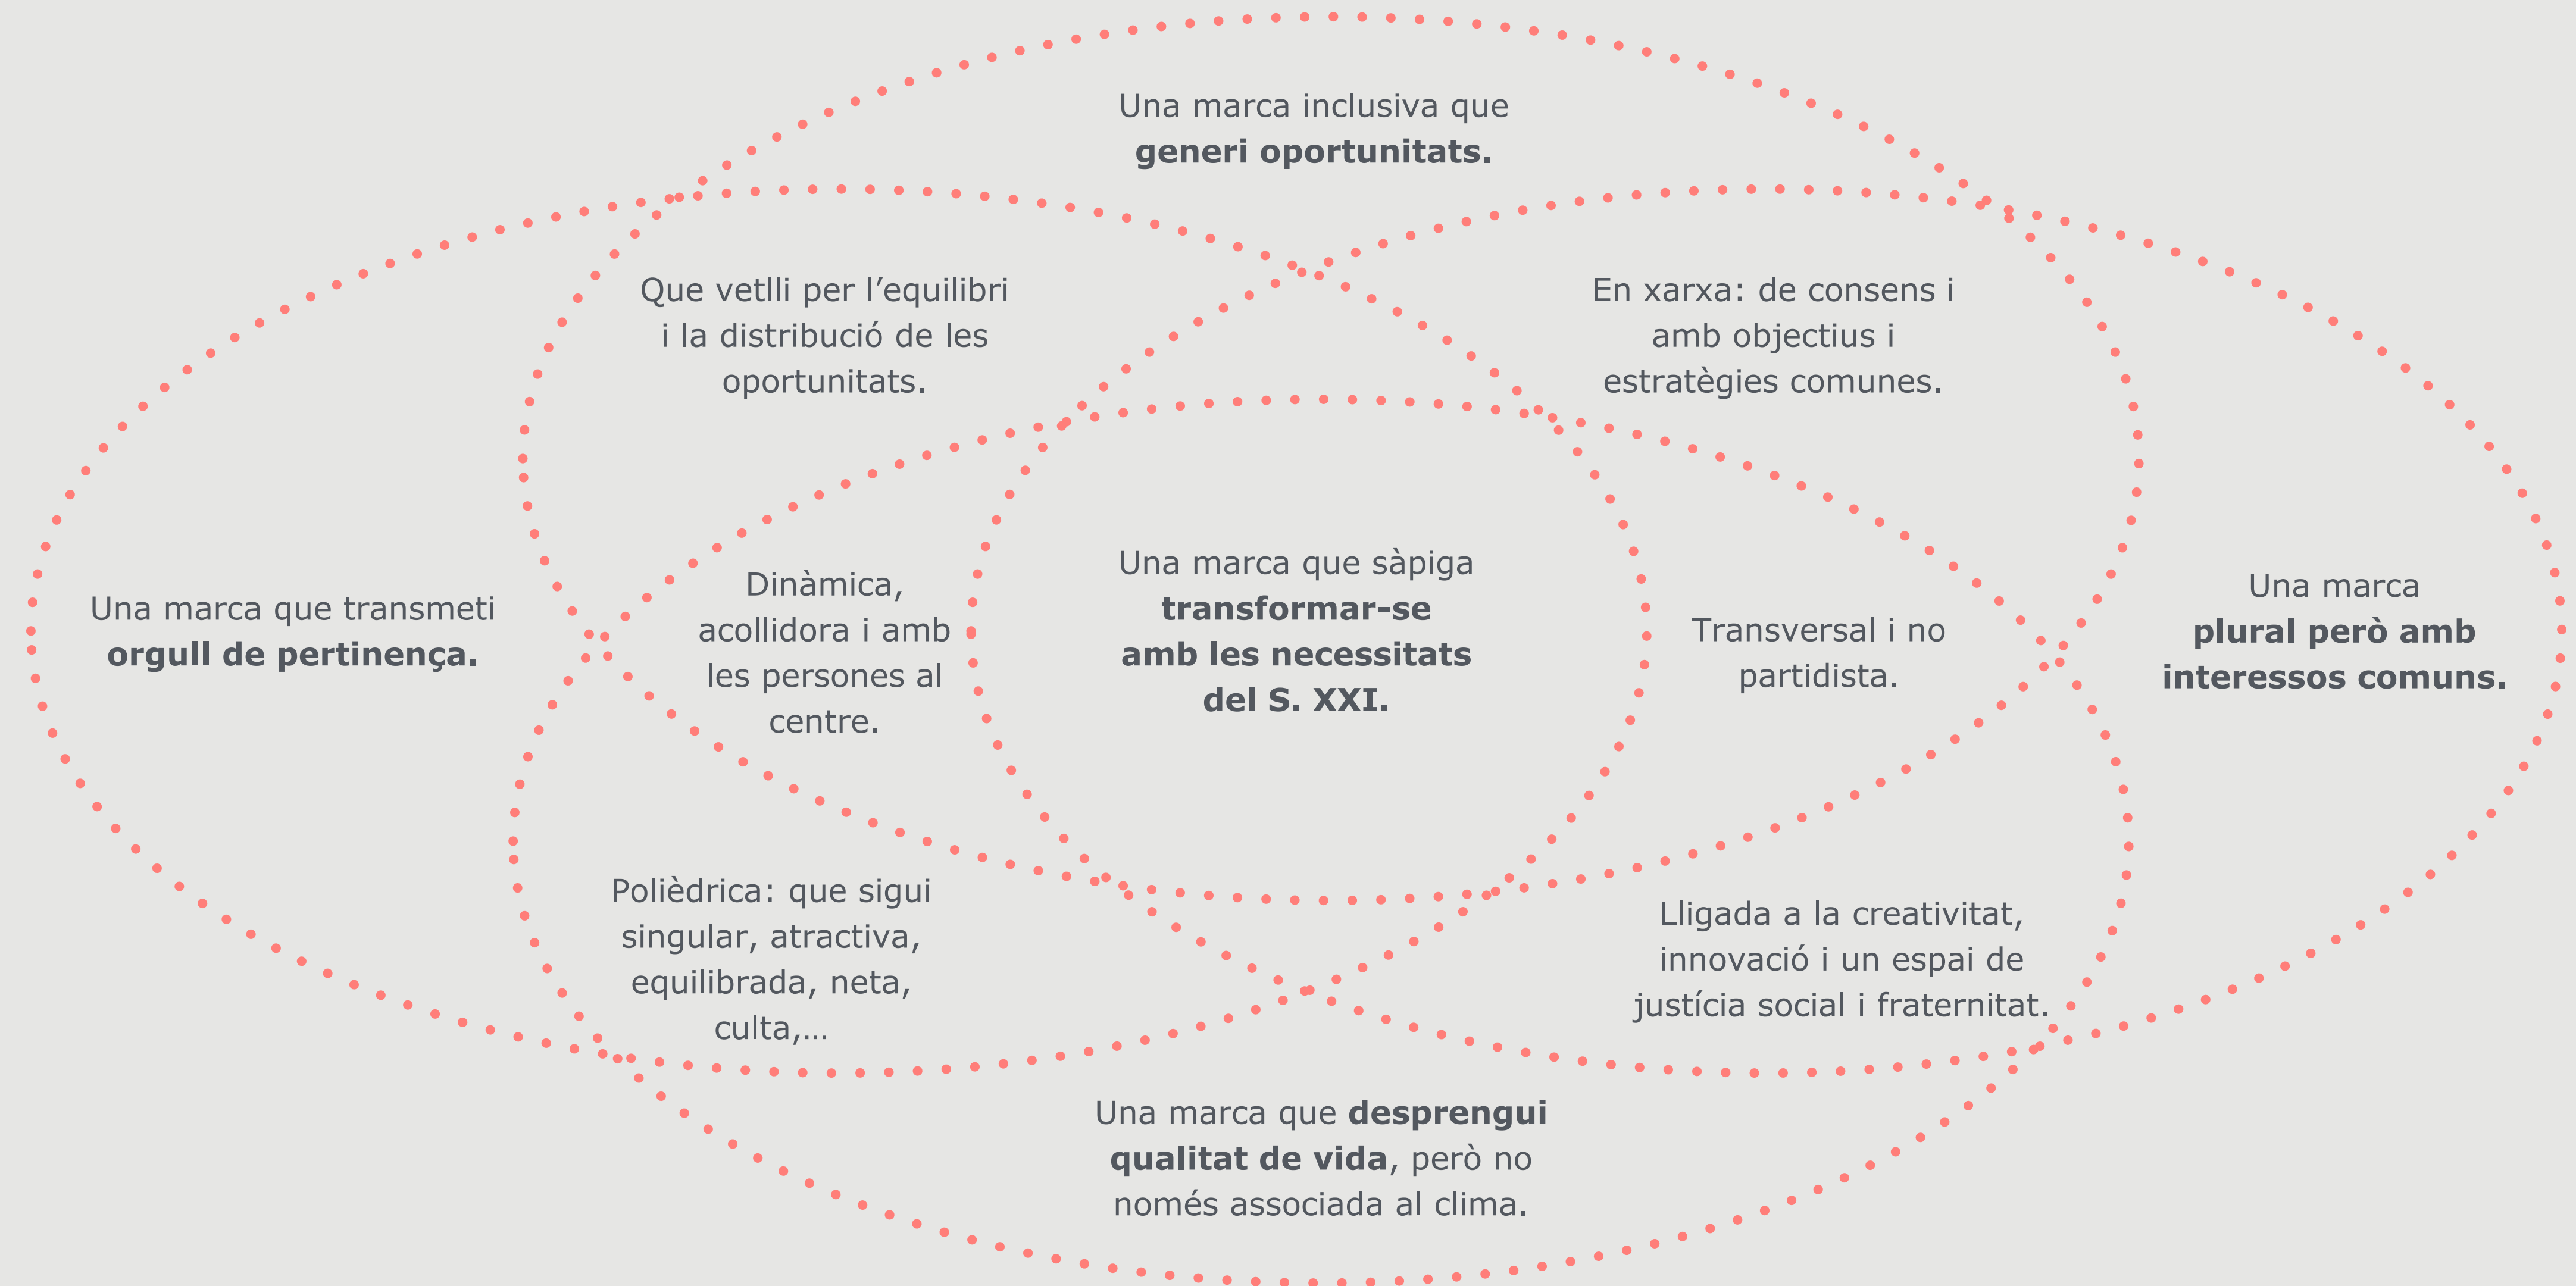 Una marca inclusiva que
generi oportunitats.
Que vetlli per l’equilibri
i la distribució de les
oportunitats.
En xarxa: de consens i
amb objectius i
estratègies comunes.
Una marca que transmeti
orgull de pertinença.
Dinàmica,
acollidora i amb
les persones al
centre.
Una marca que sàpiga
transformar-se
amb les necessitats
del S. XXI.
Transversal i no
partidista.
Una marca
plural però amb
interessos comuns.
Polièdrica: que sigui
singular, atractiva,
equilibrada, neta,
culta,…
Lligada a la creativitat,
innovació i un espai de
justícia social i fraternitat.
Una marca que desprengui
qualitat de vida, però no
només associada al clima.